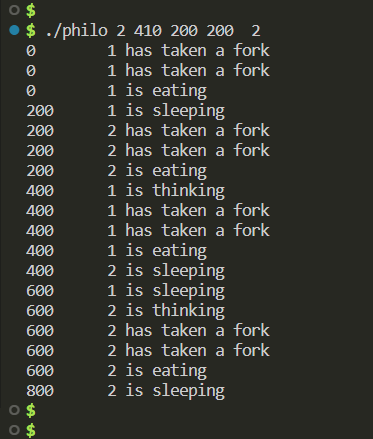 $
$ ./philo 2 410 200 200  2
0       1 has taken a fork
0       1 has taken a fork
0       1 is eating
200     1 is sleeping
200     2 has taken a fork
200     2 has taken a fork
200     2 is eating
400     1 is thinking
400     1 has taken a fork
400     1 has taken a fork
400     1 is eating
400     2 is sleeping
600     1 is sleeping
600     2 is thinking
600     2 has taken a fork
600     2 has taken a fork
600     2 is eating
800     2 is sleeping
$
$